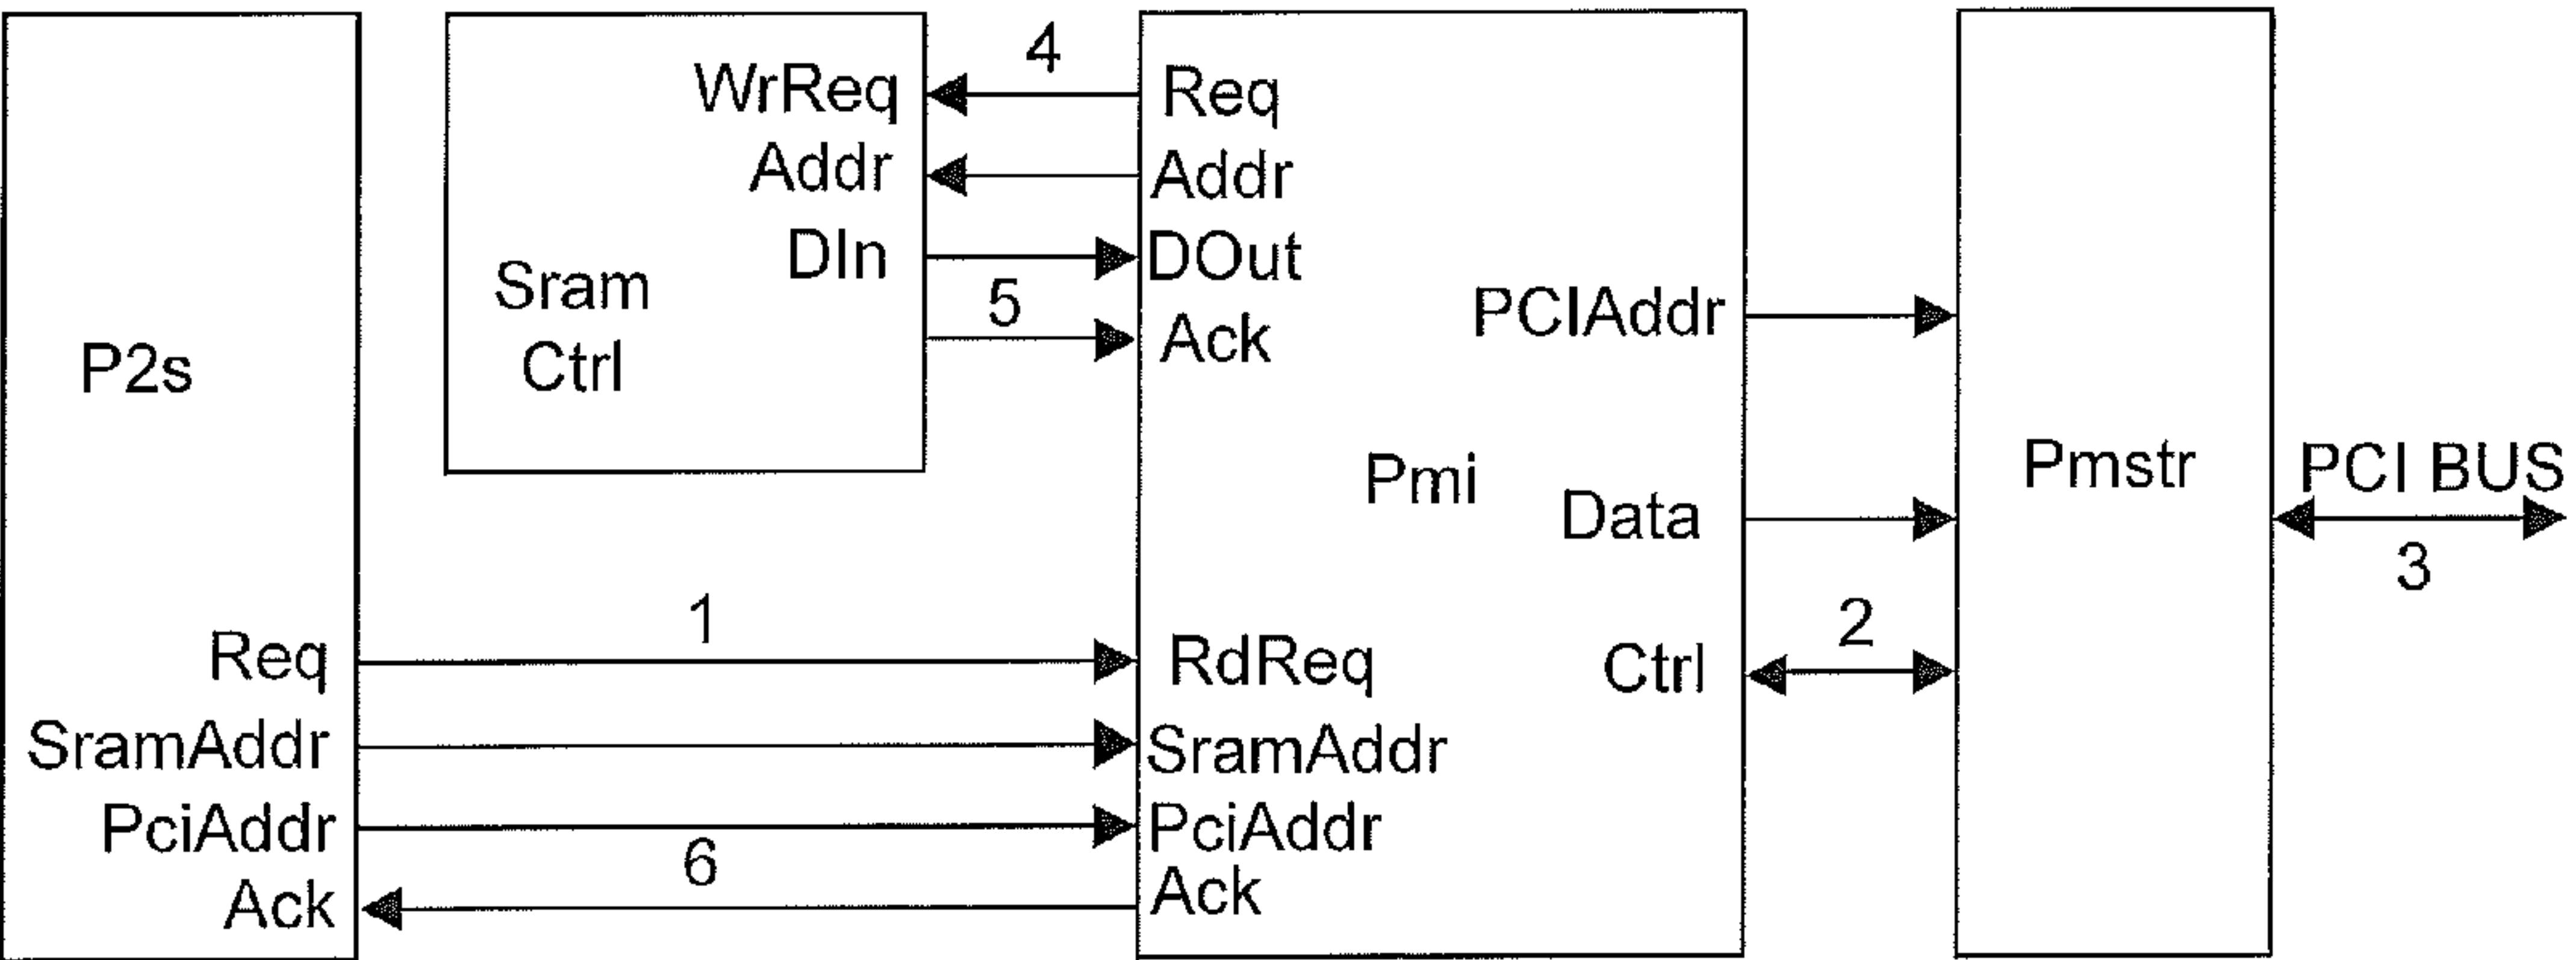 P2s
Req
SramAddr
PciAddr
Ack
Sram
Ctrl
WrReq
Addr
DIn
4
5
1
6
Req
Addr
DOut
Ack
Pmi
RdReq
SramAddr
PciAddr
Ack
PCIAddr
Data
Ctrl
2
Pmstr
PCI BUS
3